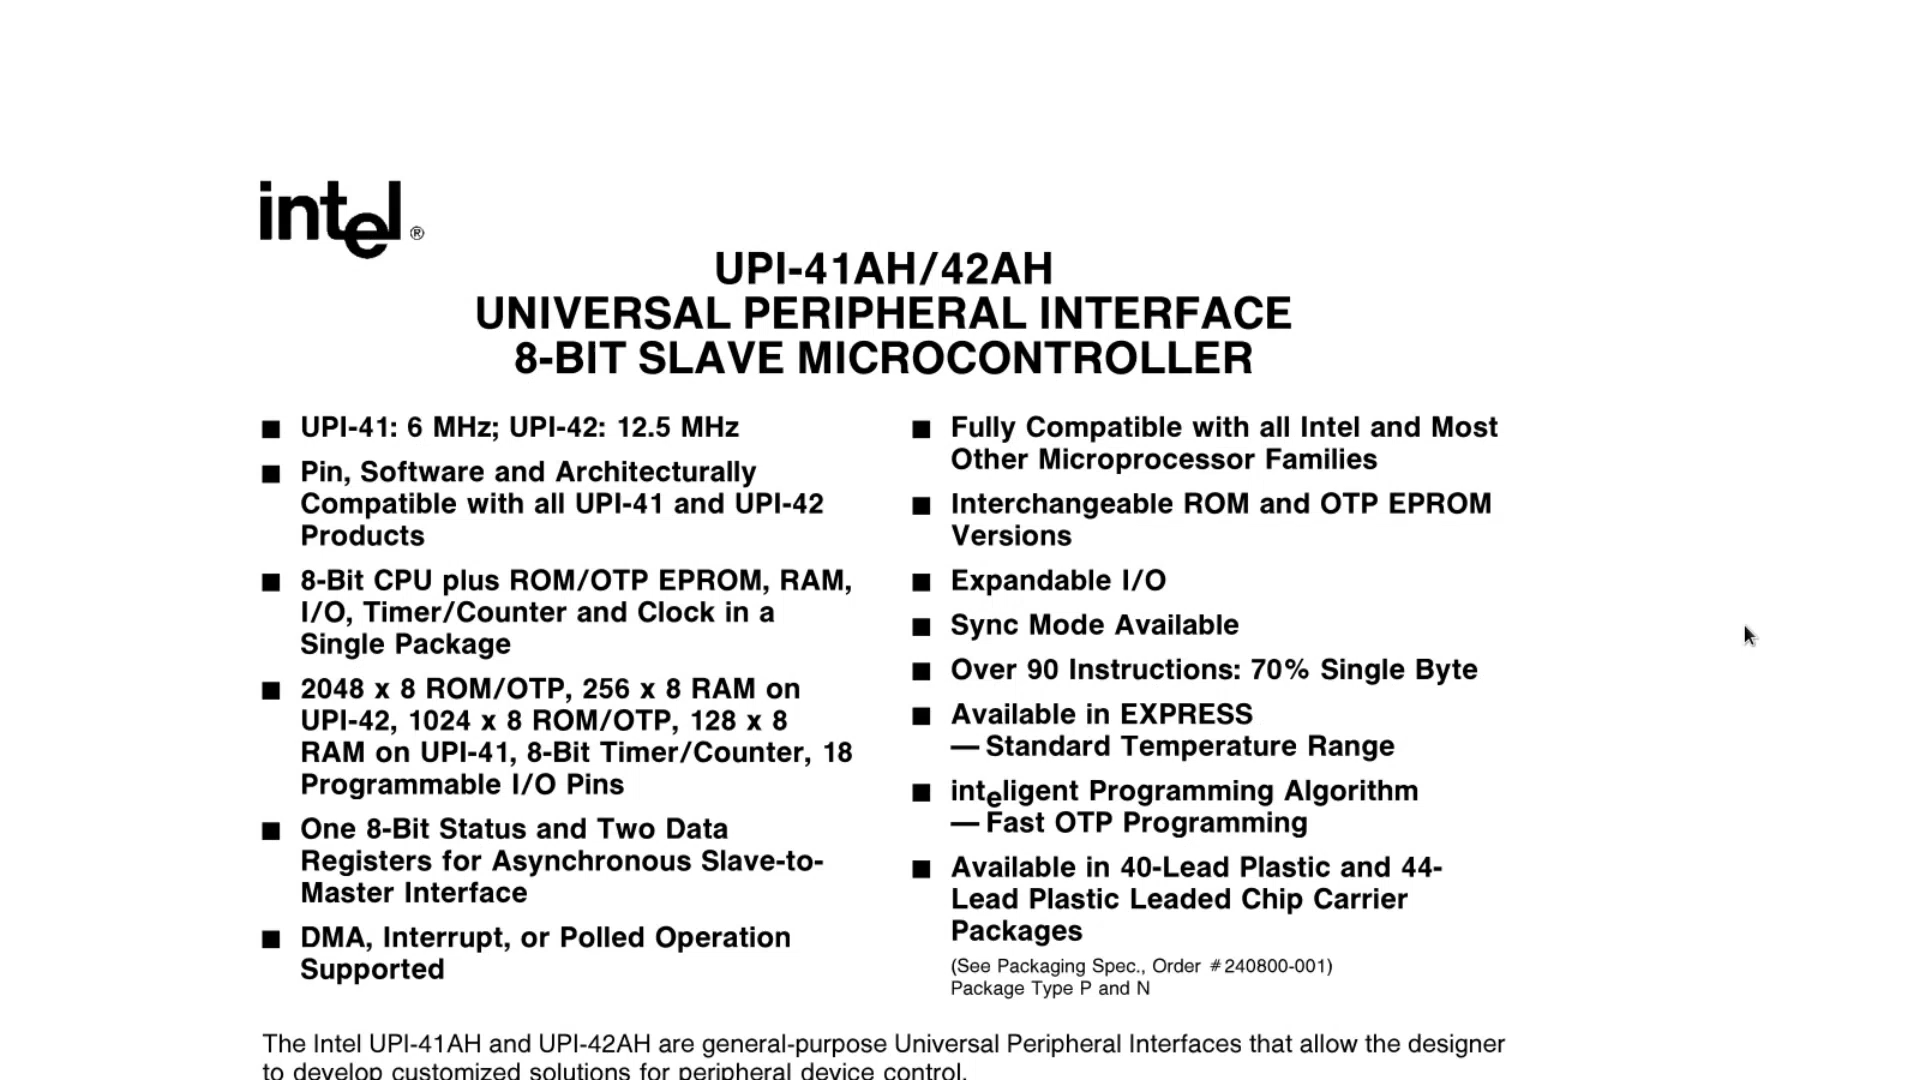 intel®
UPI-41AH/42AH
UNIVERSAL PERIPHERAL INTERFACE
8-BIT SLAVE MICROCONTROLLER
■ UPI-41: 6 MHz; UPI-42: 12.5 MHz
■ Pin, Software and Architecturally
Compatible with all UPI-41 and UPI-42
Products
■ 8-Bit CPU plus ROM/OTP EPROM, RAM,
I/O, Timer/Counter and Clock in a
Single Package
■ 2048 x 8 ROM/OTP, 256 x 8 RAM on
UPI-42, 1024 x 8 ROM/OTP, 128 x 8
RAM on UPI-41, 8-Bit Timer/Counter, 18
Programmable I/O Pins
■ One 8-Bit Status and Two Data
Registers for Asynchronous Slave-to-
Master Interface
■ DMA, Interrupt, or Polled Operation
Supported
■ Fully Compatible with all Intel and Most
Other Microprocessor Families
■ Interchangeable ROM and OTP EPROM
Versions
■ Expandable I/O
■ Sync Mode Available
■ Over 90 Instructions: 70% Single Byte
■ Available in EXPRESS
— Standard Temperature Range
■ inteligent Programming Algorithm
— Fast OTP Programming
■ Available in 40-Lead Plastic and 44-
Lead Plastic Leaded Chip Carrier
Packages
(See Packaging Spec., Order #240800-001)
Package Type P and N
The Intel UPI-41AH and UPI-42AH are general-purpose Universal Peripheral Interfaces that allow the designer
to develop customized solutions for peripheral device control.